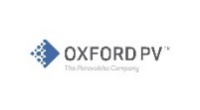 OXFORD PV™
The Perovskite Company